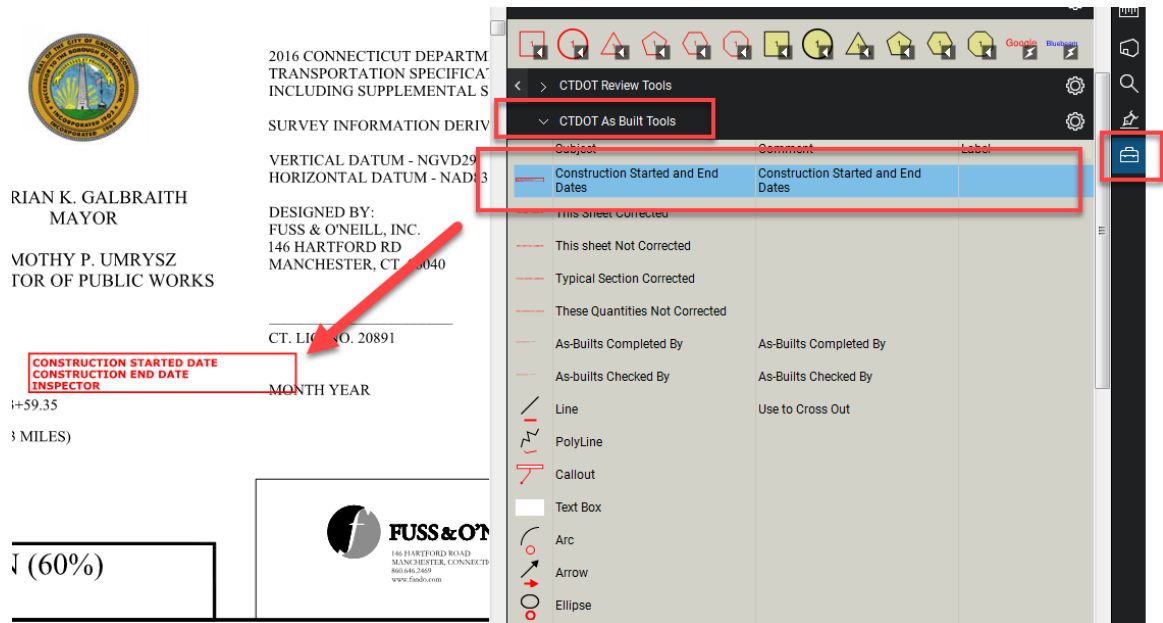 2016 CONNECTICUT DEPARTM
TRANSPORTATION SPECIFICA
INCLUDING SUPPLEMENTAL S
SURVEY INFORMATION DERIV
VERTICAL DATUM - NGVD29
HORIZONTAL DATUM - NAD83
RIAN K. GALBRAITH
MAYOR
DESIGNED BY:
FUSS & O'NEILL, INC.
146 HARTFORD RD
MANCHESTER, CT. 06040
MOTHY P. UMRYSZ
TOR OF PUBLIC WORKS
CT. LIC. NO. 20891
CONSTRUCTION STARTED DATE
CONSTRUCTION END DATE
INSPECTOR
MONTH YEAR
+59.35
MILES)
N (60%)
FUSS & O'N
146 HARTFORD ROAD
MANCHESTER, CONNECTI
860.646.2469
www.fando.com
Google Bluebeam
CTDOT Review Tools
CTDOT As Built Tools
Subject Comment Label
Construction Started and End Dates Construction Started and End Dates
This Sheet Corrected
This sheet Not Corrected
Typical Section Corrected
These Quantities Not Corrected
As-Builts Completed By As-Builts Completed By
As-builts Checked By As-Builts Checked By
Line Use to Cross Out
PolyLine
Callout
Text Box
Arc
Arrow
Ellipse